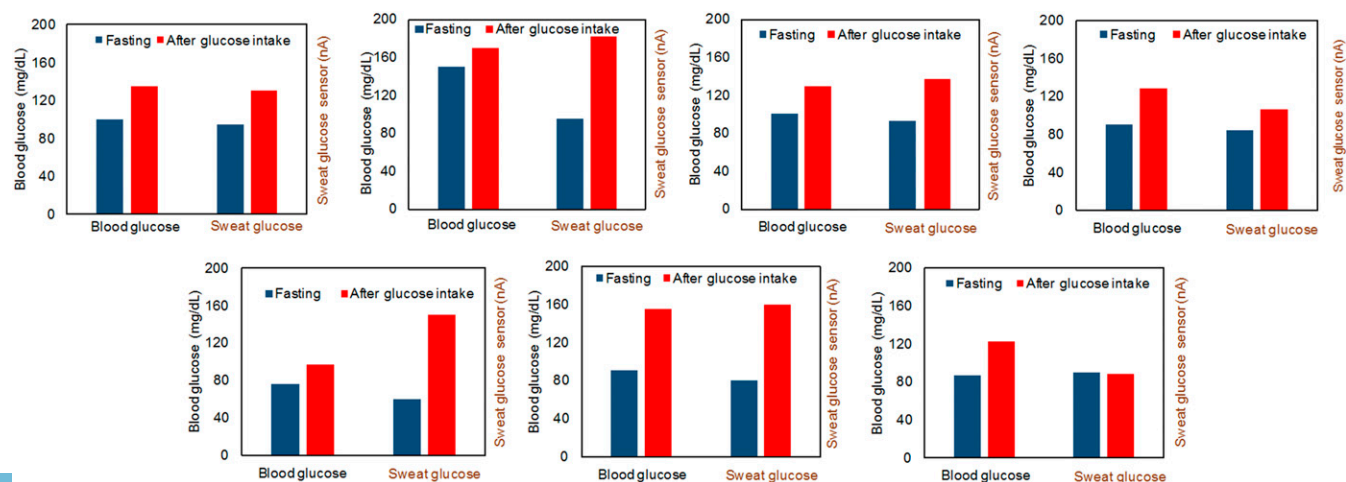 Blood glucose (mg/dL)
200
160
120
80
40
0
Fasting After glucose intake
Blood glucose Sweat glucose
Sweat glucose sensor (nA)
Blood glucose (mg/dL)
200
160
120
80
40
0
Fasting After glucose intake
Blood glucose Sweat glucose
Sweat glucose sensor (nA)
Blood glucose (mg/dL)
200
160
120
80
40
0
Fasting After glucose intake
Blood glucose Sweat glucose
Sweat glucose sensor (nA)
Blood glucose (mg/dL)
200
160
120
80
40
0
Fasting After glucose intake
Blood glucose Sweat glucose
Sweat glucose sensor (nA)
Blood glucose (mg/dL)
200
160
120
80
40
0
Fasting After glucose intake
Blood glucose Sweat glucose
Sweat glucose sensor (nA)
Blood glucose (mg/dL)
200
160
120
80
40
0
Fasting After glucose intake
Blood glucose Sweat glucose
Sweat glucose sensor (nA)
Blood glucose (mg/dL)
200
160
120
80
40
0
Fasting After glucose intake
Blood glucose Sweat glucose
Sweat glucose sensor (nA)